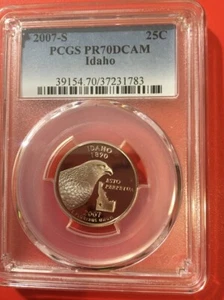 2007-S 25C
PCGS PR70DCAM
Idaho
39154.70/37231783
IDAHO
1890
ESTO
PERPETUA
2007